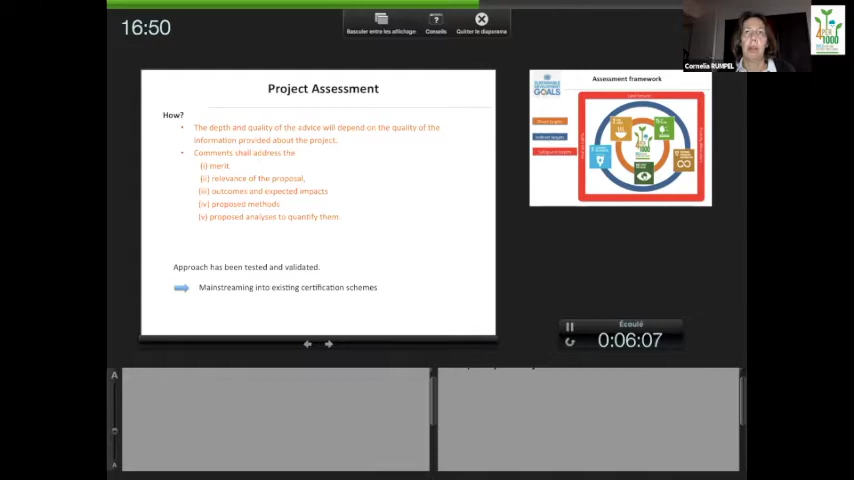 16:50
Basculer entre les affichage
Conseils
Quitter le diaporama
Cornelia RUMPEL
4 PER
1000
Project Assessment
How?
• The depth and quality of the advice will depend on the quality of the
information provided about the project.
• Comments shall address the
(i) merit
(ii) relevance of the proposal,
(iii) outcomes and expected impacts
(iv) proposed methods
(v) proposed analyses to quantify them
Approach has been tested and validated.
Mainstreaming into existing certification schemes
SUSTAINABLE
DEVELOPMENT
GOALS
Assessment framework
Écoulé
0:06:07
A
A